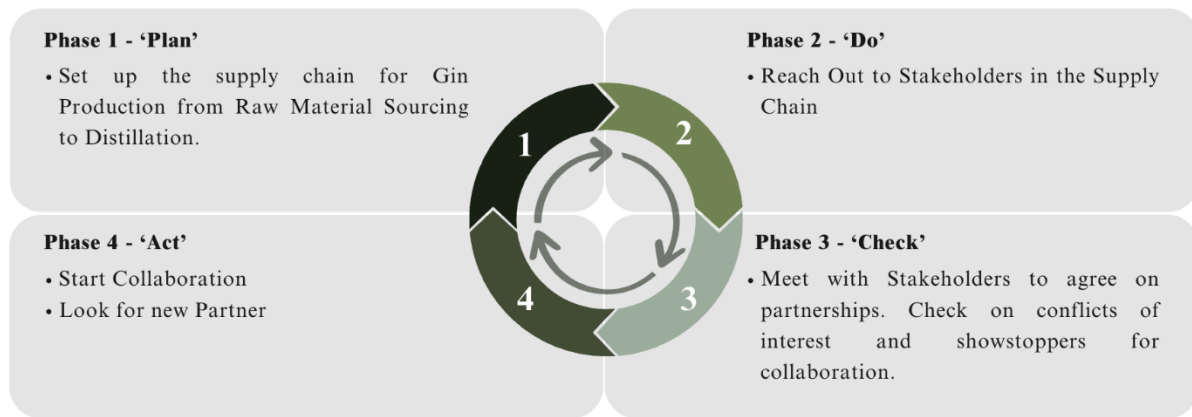 Phase 1 - ‘Plan’
• Set up the supply chain for Gin
Production from Raw Material Sourcing
to Distillation.
Phase 2 - ‘Do’
• Reach Out to Stakeholders in the Supply
Chain
1
2
Phase 4 - ‘Act’
• Start Collaboration
• Look for new Partner
4
3
Phase 3 - ‘Check’
• Meet with Stakeholders to agree on
partnerships. Check on conflicts of
interest and showstoppers for
collaboration.